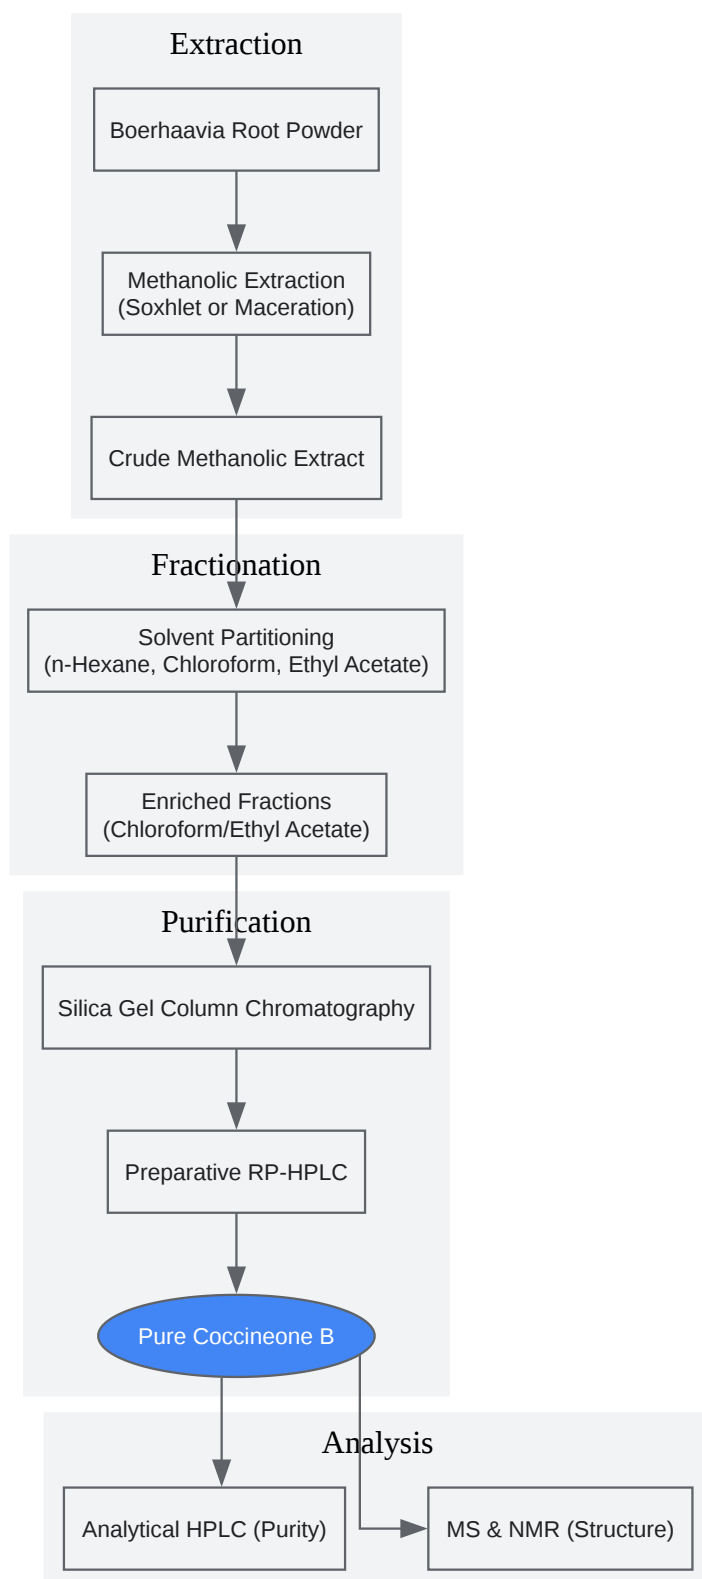 Extraction
Boerhaavia Root Powder
Methanolic Extraction
(Soxhlet or Maceration)
Crude Methanolic Extract
Fractionation
Solvent Partitioning
(n-Hexane, Chloroform, Ethyl Acetate)
Enriched Fractions
(Chloroform/Ethyl Acetate)
Purification
Silica Gel Column Chromatography
Preparative RP-HPLC
Pure Coccineone B
Analysis
Analytical HPLC (Purity)
MS & NMR (Structure)